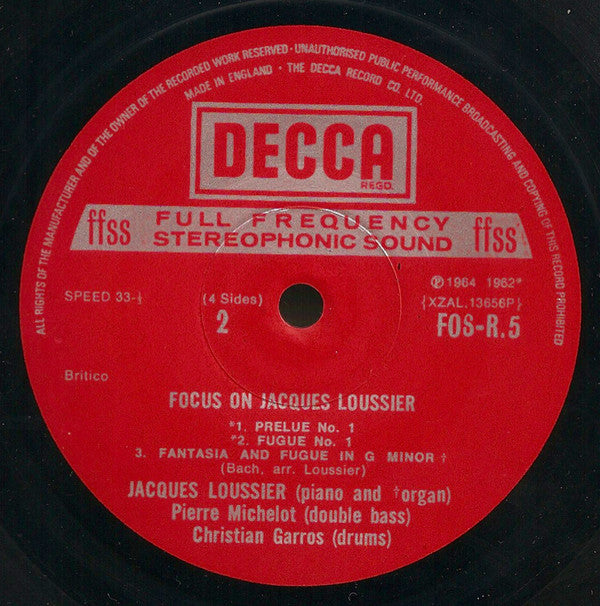 ALL RIGHTS OF THE MANUFACTURER AND OF THE OWNER OF THE RECORDED WORK RESERVED · UNAUTHORISED PUBLIC PERFORMANCE BROADCASTING AND COPYING OF THIS RECORD PROHIBITED
MADE IN ENGLAND · THE DECCA RECORD CO. LTD.
DECCA
REGD.
ffss FULL FREQUENCY ffss
STEREOPHONIC SOUND
SPEED 33-⅓
(4 Sides)
2
℗ 1964 1962*
{XZAL.13656P}
FOS-R.5
Britico
FOCUS ON JACQUES LOUSSIER
*1. PRELUE No. 1
*2. FUGUE No. 1
3. FANTASIA AND FUGUE IN G MINOR †
(Bach, arr. Loussier)
JACQUES LOUSSIER (piano and †organ)
Pierre Michelot (double bass)
Christian Garros (drums)